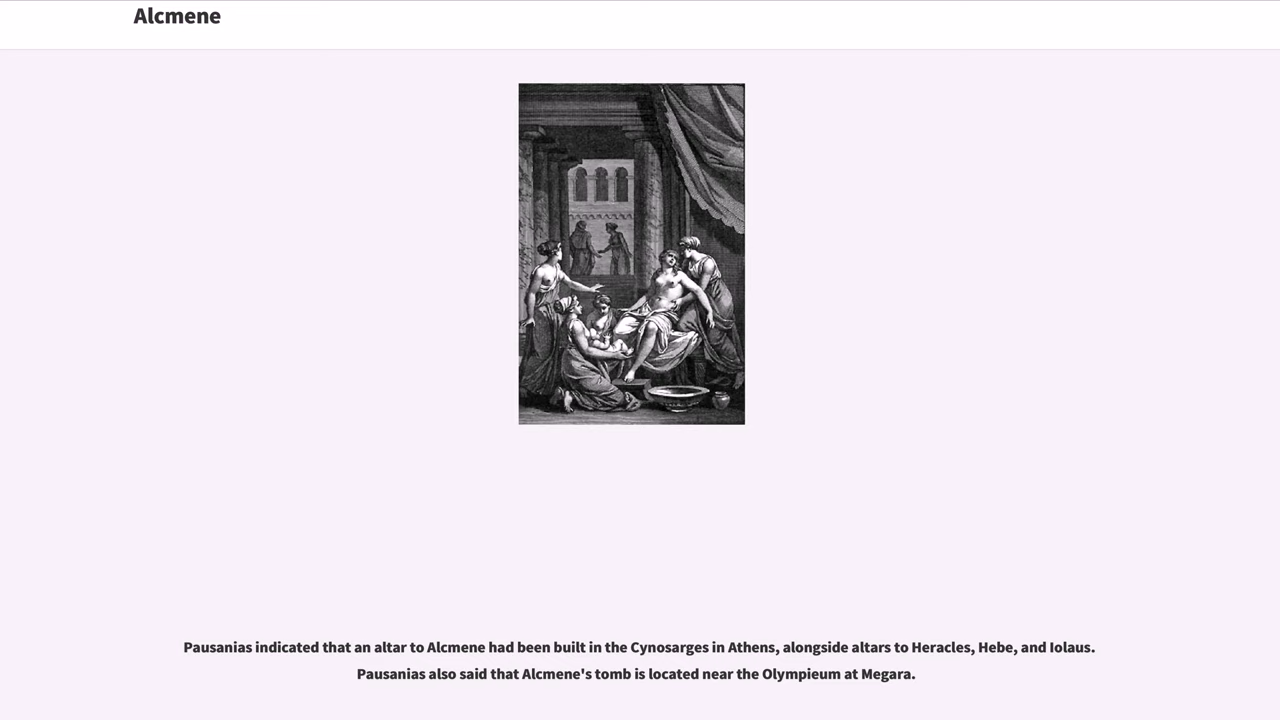 Alcmene
Pausanias indicated that an altar to Alcmene had been built in the Cynosarges in Athens, alongside altars to Heracles, Hebe, and Iolaus.
Pausanias also said that Alcmene's tomb is located near the Olympieum at Megara.